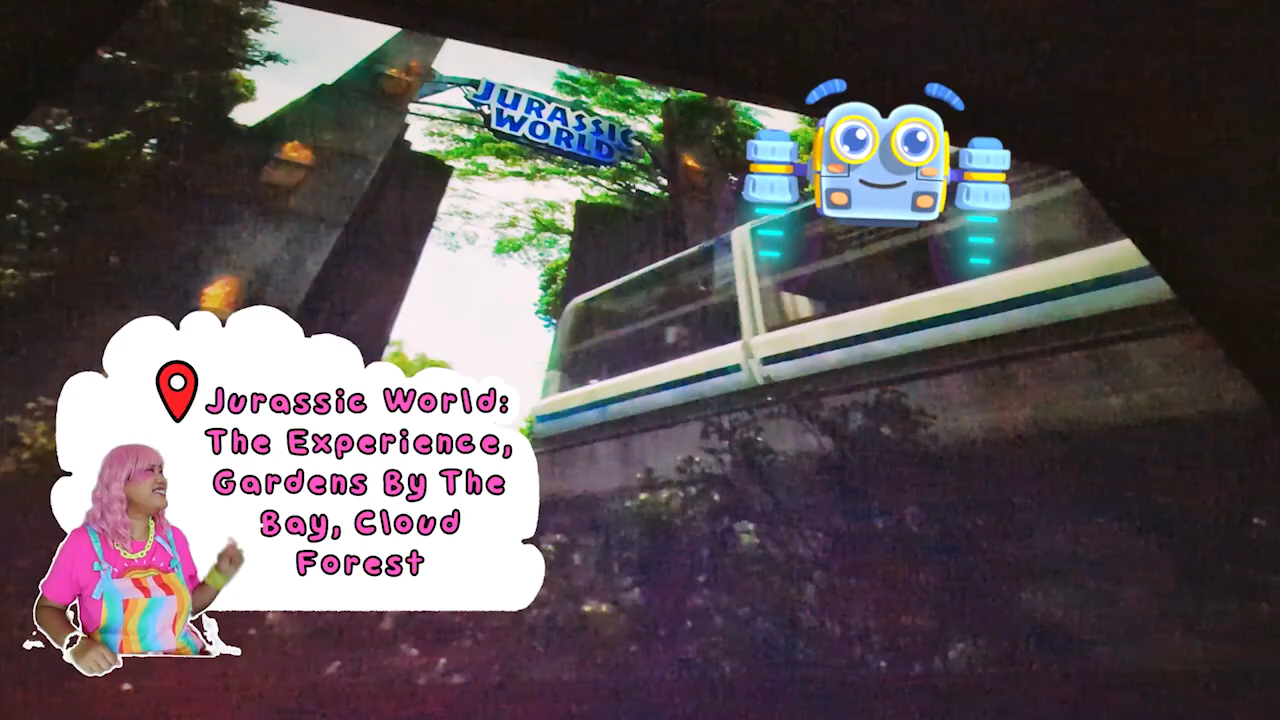 JURASSIC
WORLD
Jurassic World:
The Experience,
Gardens By The
Bay, Cloud
Forest